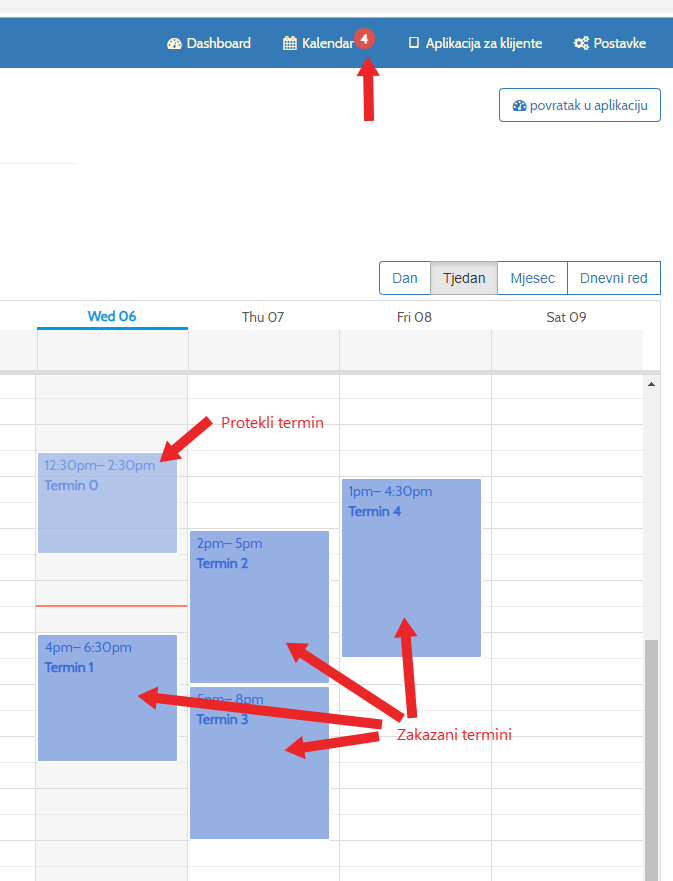 Dashboard
Kalendar 4
Aplikacija za klijente
Postavke
povratak u aplikaciju
Dan
Tjedan
Mjesec
Dnevni red
Wed 06
Thu 07
Fri 08
Sat 09
Protekli termin
12:30pm– 2:30pm
Termin 0
1pm– 4:30pm
Termin 4
2pm– 5pm
Termin 2
4pm– 6:30pm
Termin 1
5pm– 8pm
Termin 3
Zakazani termini